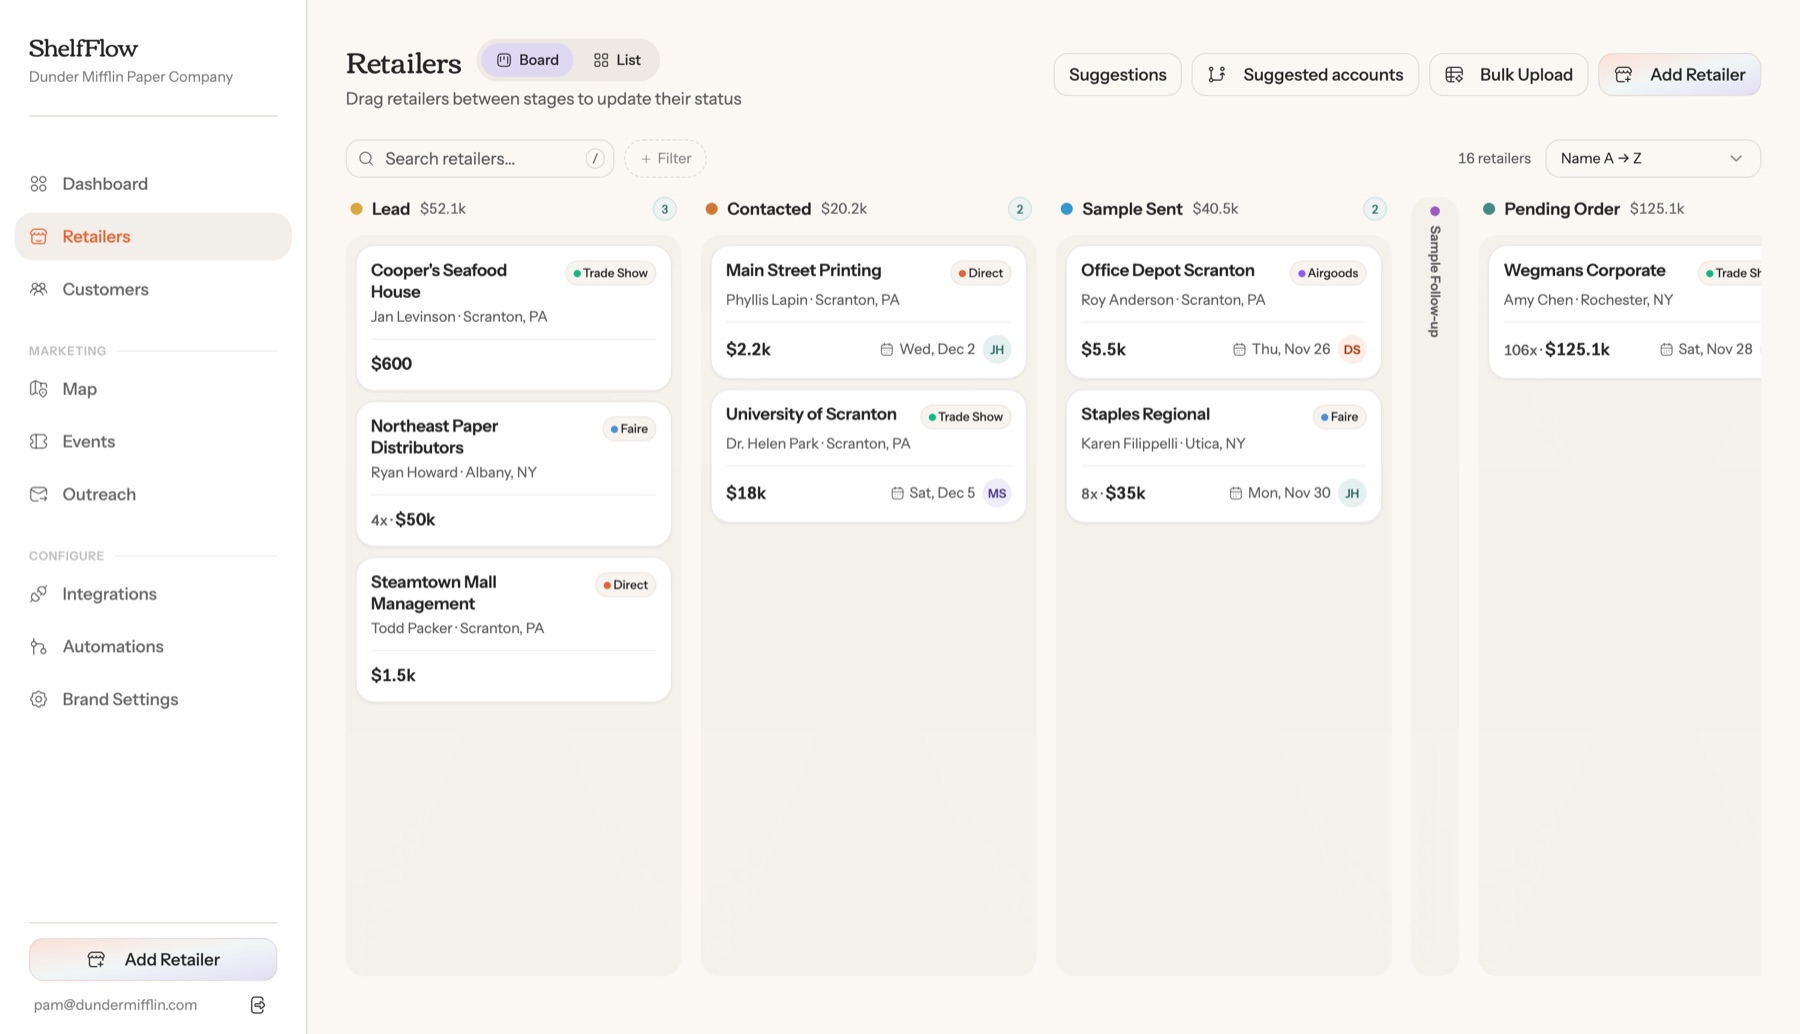 ShelfFlow
Dunder Mifflin Paper Company
Dashboard
Retailers
Customers
MARKETING
Map
Events
Outreach
CONFIGURE
Integrations
Automations
Brand Settings
Add Retailer
pam@dundermifflin.com
Retailers
Board
List
Drag retailers between stages to update their status
Suggestions
Suggested accounts
Bulk Upload
Add Retailer
Search retailers...
/
+ Filter
16 retailers
Name A → Z
Lead $52.1k 3
Cooper's Seafood
House
Trade Show
Jan Levinson · Scranton, PA
$600
Northeast Paper
Distributors
Faire
Ryan Howard · Albany, NY
4x · $50k
Steamtown Mall
Management
Direct
Todd Packer · Scranton, PA
$1.5k
Contacted $20.2k 2
Main Street Printing
Direct
Phyllis Lapin · Scranton, PA
$2.2k
Wed, Dec 2
JH
University of Scranton
Trade Show
Dr. Helen Park · Scranton, PA
$18k
Sat, Dec 5
MS
Sample Sent $40.5k 2
Office Depot Scranton
Airgoods
Roy Anderson · Scranton, PA
$5.5k
Thu, Nov 26
DS
Staples Regional
Faire
Karen Filippelli · Utica, NY
8x · $35k
Mon, Nov 30
JH
Sample Follow-up
Pending Order $125.1k
Wegmans Corporate
Trade Sh
Amy Chen · Rochester, NY
106x · $125.1k
Sat, Nov 28